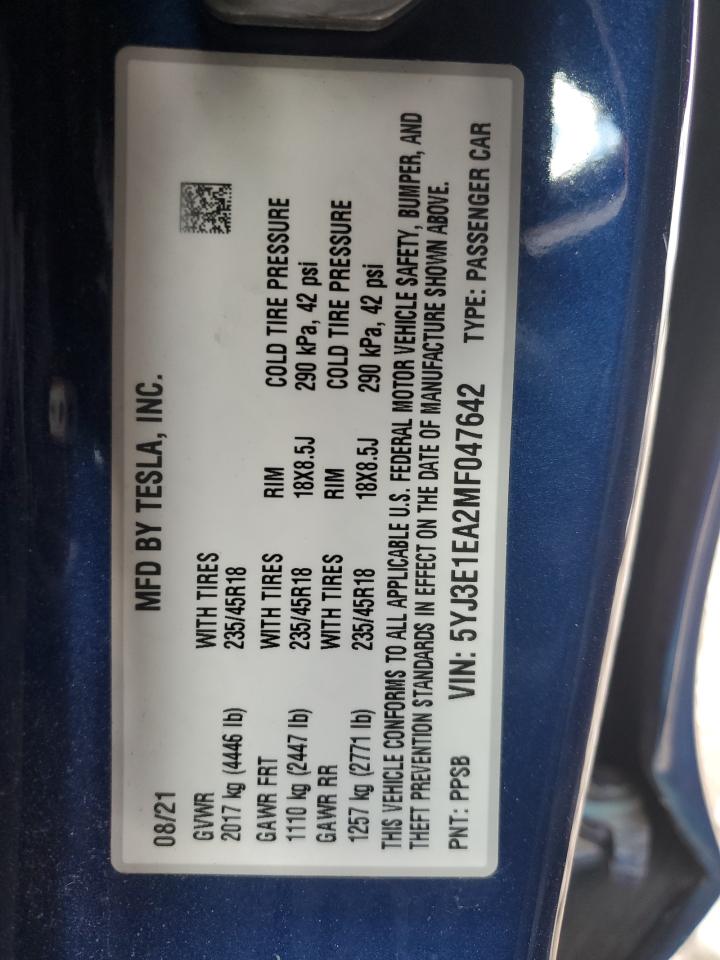 MFD BY TESLA, INC.
08/21
GVWR WITH TIRES
2017 kg (4446 lb) 235/45R18
GAWR FRT WITH TIRES RIM COLD TIRE PRESSURE
1110 kg (2447 lb) 235/45R18 18X8.5J 290 kPa, 42 psi
GAWR RR WITH TIRES RIM COLD TIRE PRESSURE
1257 kg (2771 lb) 235/45R18 18X8.5J 290 kPa, 42 psi
THIS VEHICLE CONFORMS TO ALL APPLICABLE U.S. FEDERAL MOTOR VEHICLE SAFETY, BUMPER, AND
THEFT PREVENTION STANDARDS IN EFFECT ON THE DATE OF MANUFACTURE SHOWN ABOVE.
PNT: PPSB VIN: 5YJ3E1EA2MF047642 TYPE: PASSENGER CAR